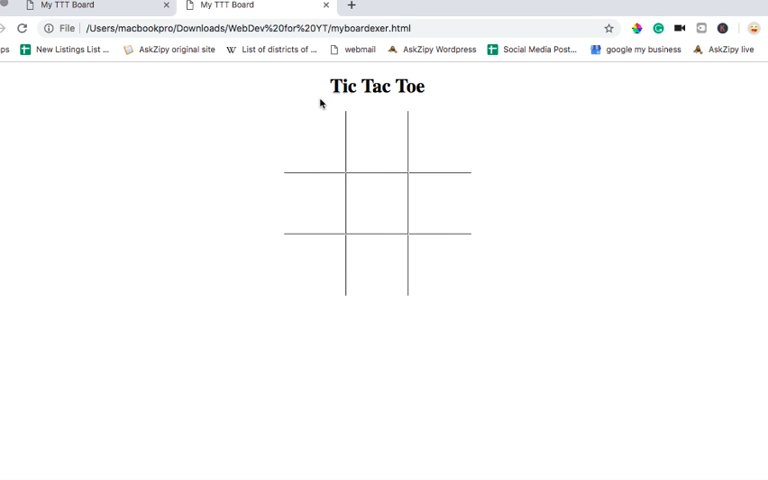 My TTT Board × My TTT Board × +
File /Users/macbookpro/Downloads/WebDev%20for%20YT/myboardexer.html
ps New Listings List ... AskZipy original site List of districts of ... webmail AskZipy Wordpress Social Media Post... google my business AskZipy live
Tic Tac Toe